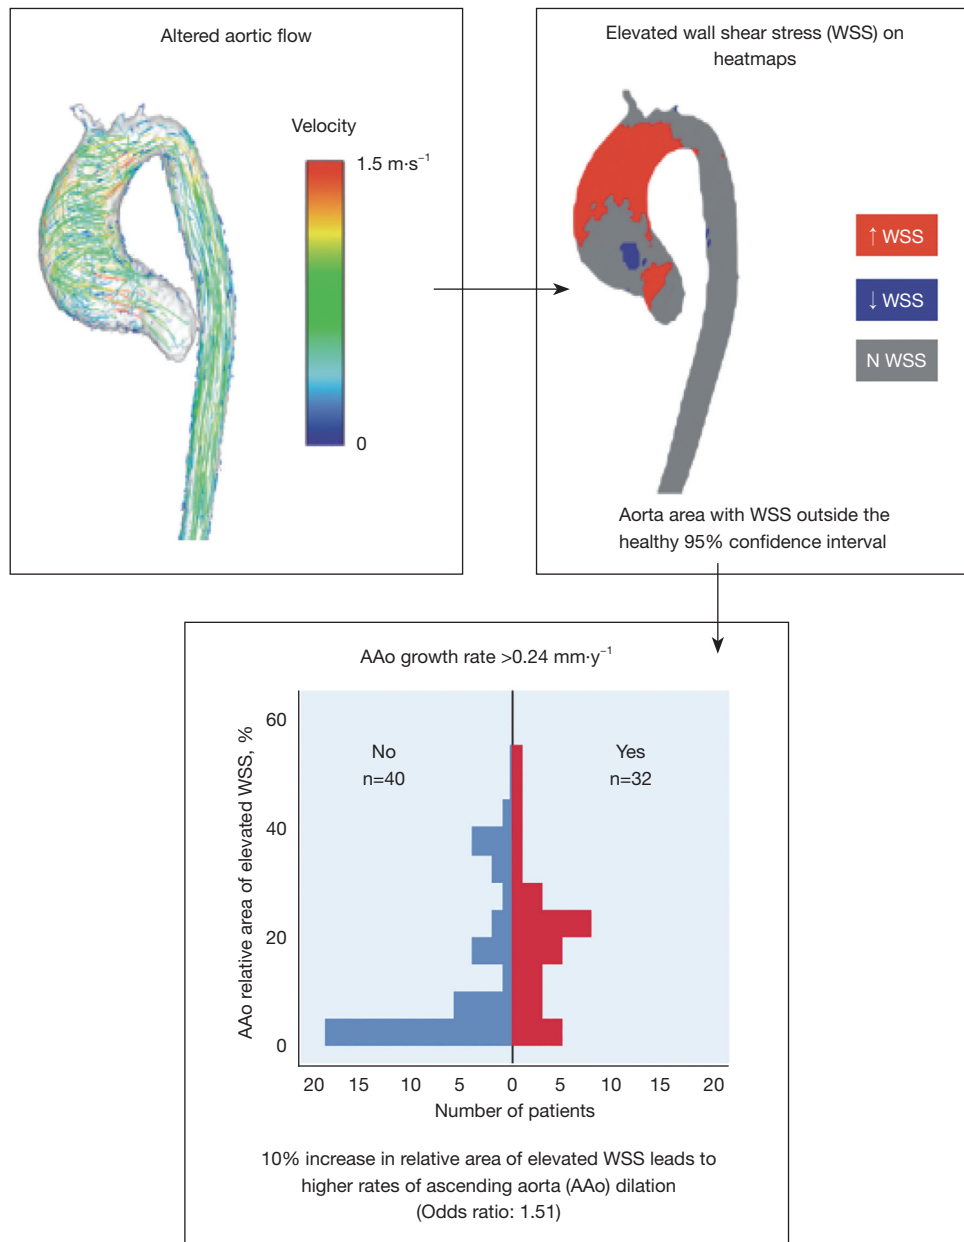 Altered aortic flow
Velocity
1.5 m·s⁻¹
0
Elevated wall shear stress (WSS) on
heatmaps
↑ WSS
↓ WSS
N WSS
Aorta area with WSS outside the
healthy 95% confidence interval
AAo growth rate >0.24 mm·y⁻¹
AAo relative area of elevated WSS, %
60
40
20
0
No
n=40
Yes
n=32
20 15 10 5 0 5 10 15 20
Number of patients
10% increase in relative area of elevated WSS leads to
higher rates of ascending aorta (AAo) dilation
(Odds ratio: 1.51)